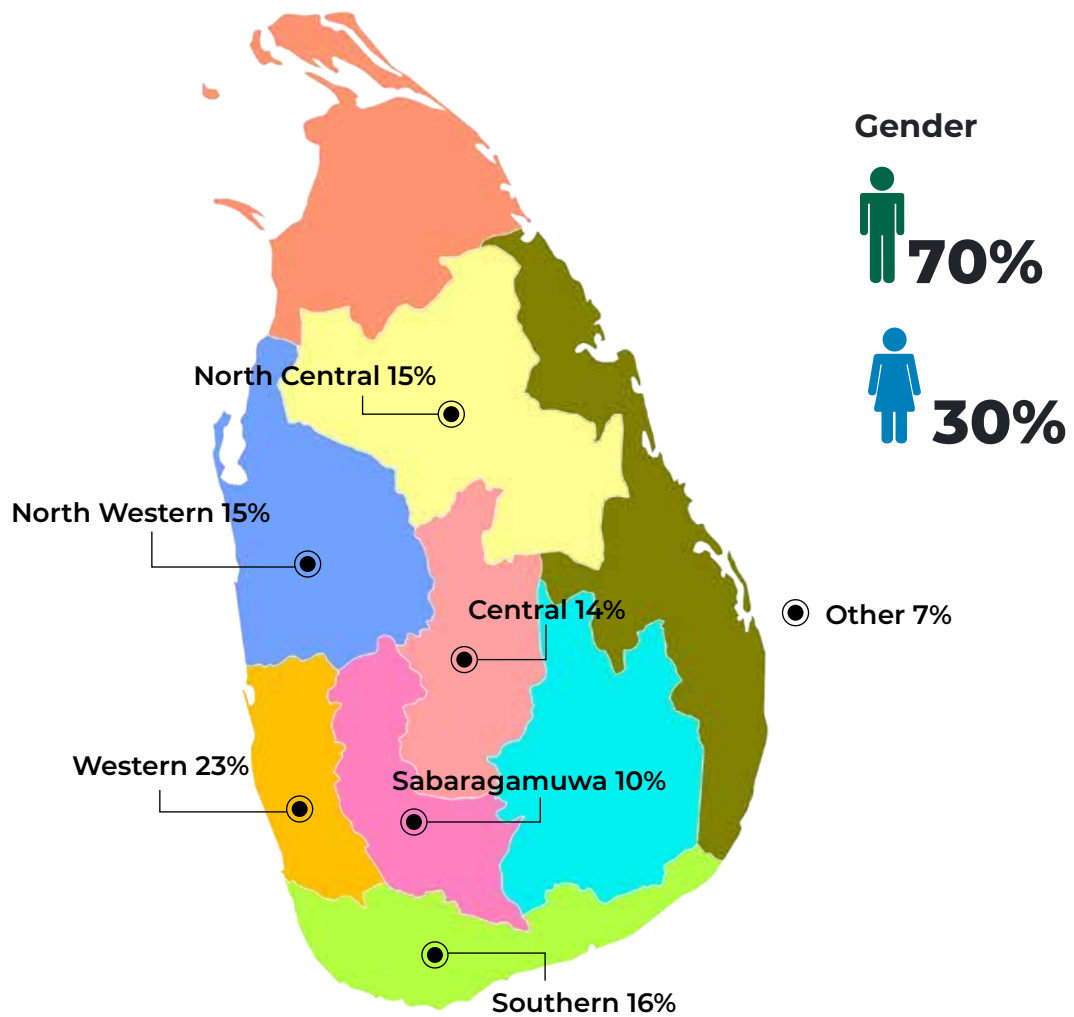 Gender
70%
30%
North Central 15%
North Western 15%
Central 14%
Other 7%
Western 23%
Sabaragamuwa 10%
Southern 16%